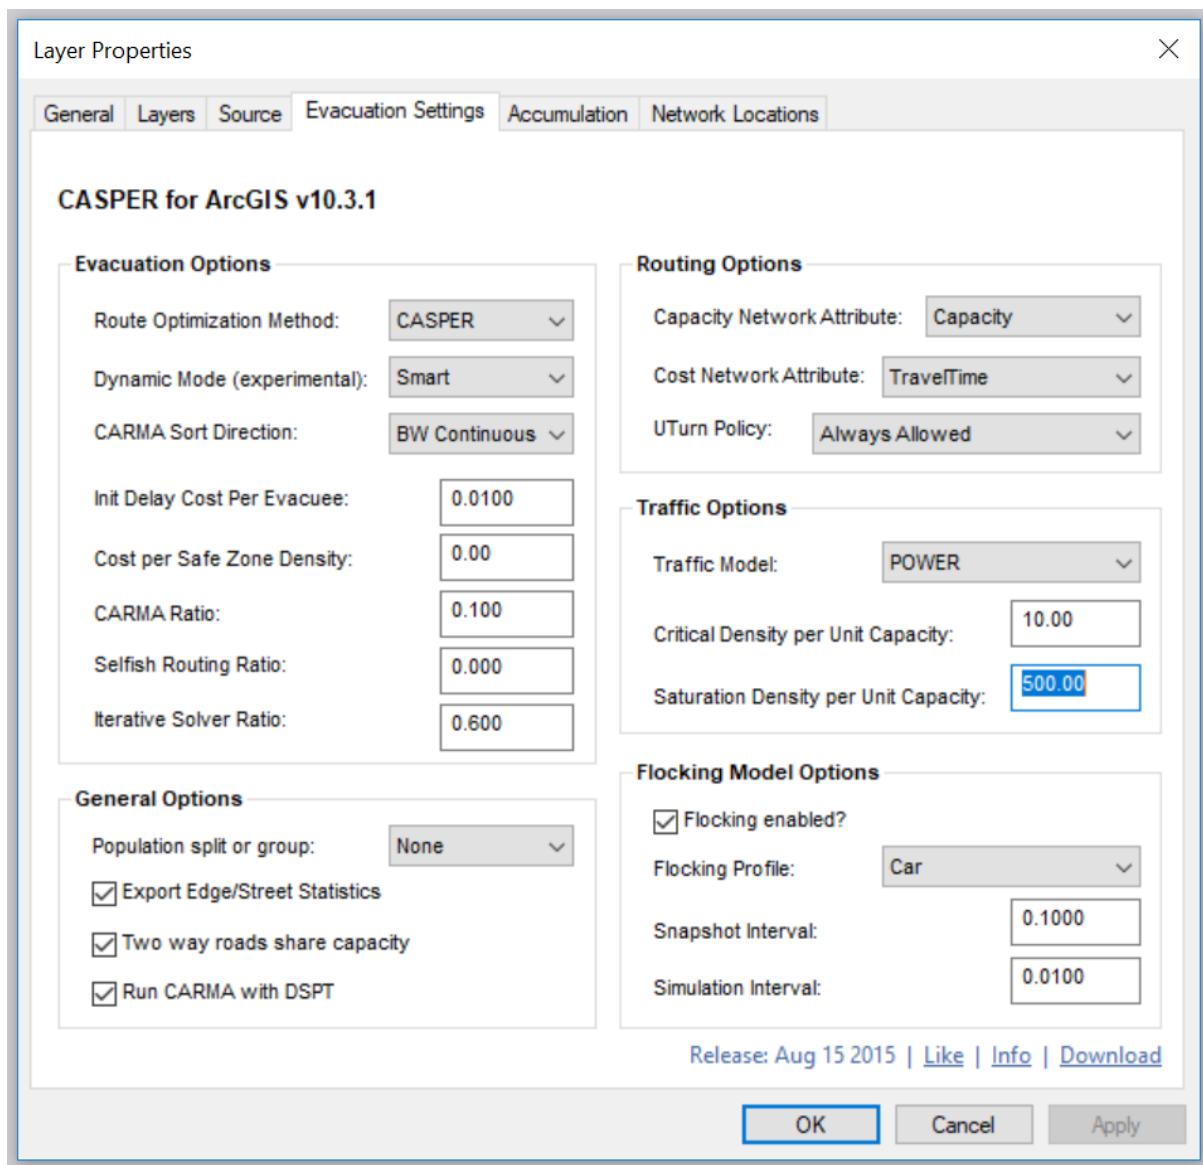 Layer Properties
General Layers Source Evacuation Settings Accumulation Network Locations
CASPER for ArcGIS v10.3.1
Evacuation Options
Route Optimization Method: CASPER
Dynamic Mode (experimental): Smart
CARMA Sort Direction: BW Continuous
Init Delay Cost Per Evacuee: 0.0100
Cost per Safe Zone Density: 0.00
CARMA Ratio: 0.100
Selfish Routing Ratio: 0.000
Iterative Solver Ratio: 0.600
General Options
Population split or group: None
Export Edge/Street Statistics
Two way roads share capacity
Run CARMA with DSPT
Routing Options
Capacity Network Attribute: Capacity
Cost Network Attribute: TravelTime
UTurn Policy: Always Allowed
Traffic Options
Traffic Model: POWER
Critical Density per Unit Capacity: 10.00
Saturation Density per Unit Capacity: 500.00
Flocking Model Options
Flocking enabled?
Flocking Profile: Car
Snapshot Interval: 0.1000
Simulation Interval: 0.0100
Release: Aug 15 2015 | Like | Info | Download
OK Cancel Apply